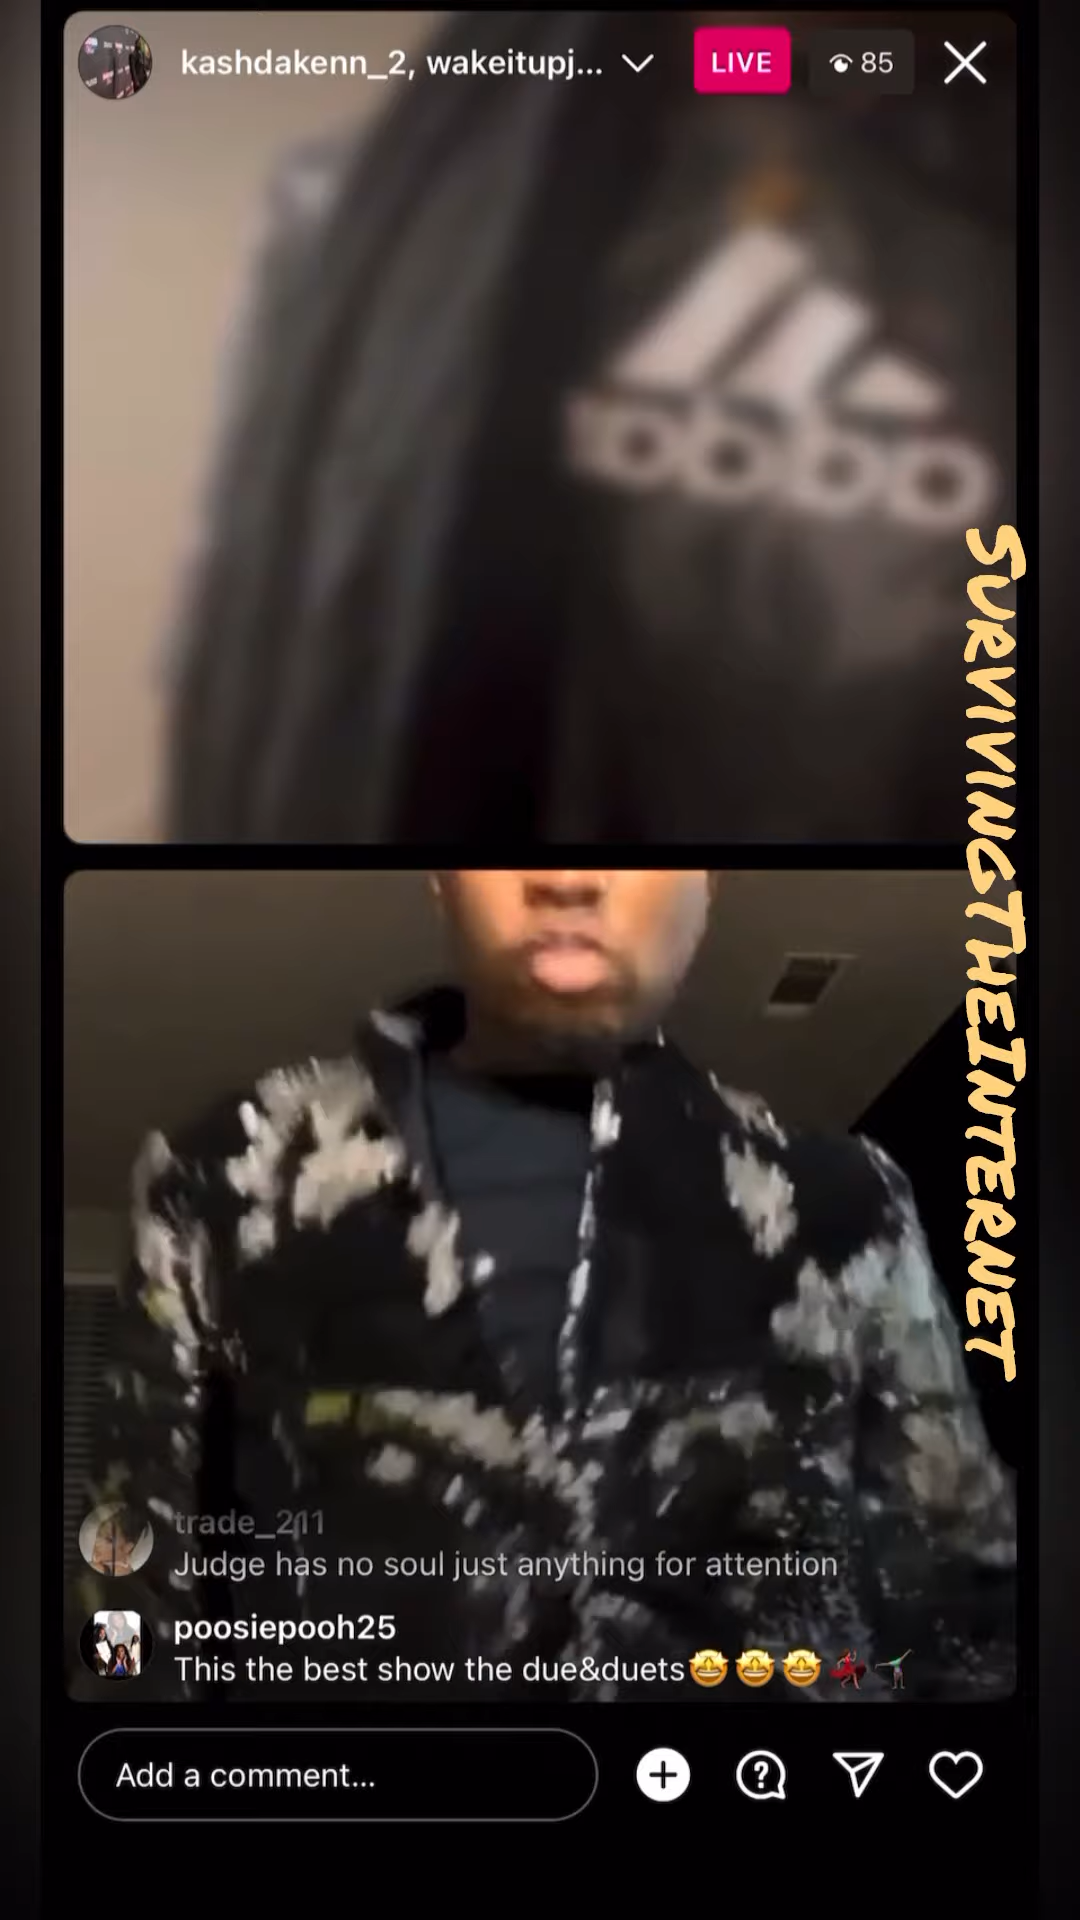 kashdakenn_2, wakeitupj...
LIVE
85
SURVIVINGTHEINTERNET
trade_211
Judge has no soul just anything for attention
poosiepooh25
This the best show the due&duets🤩🤩🤩💃🤸
Add a comment...